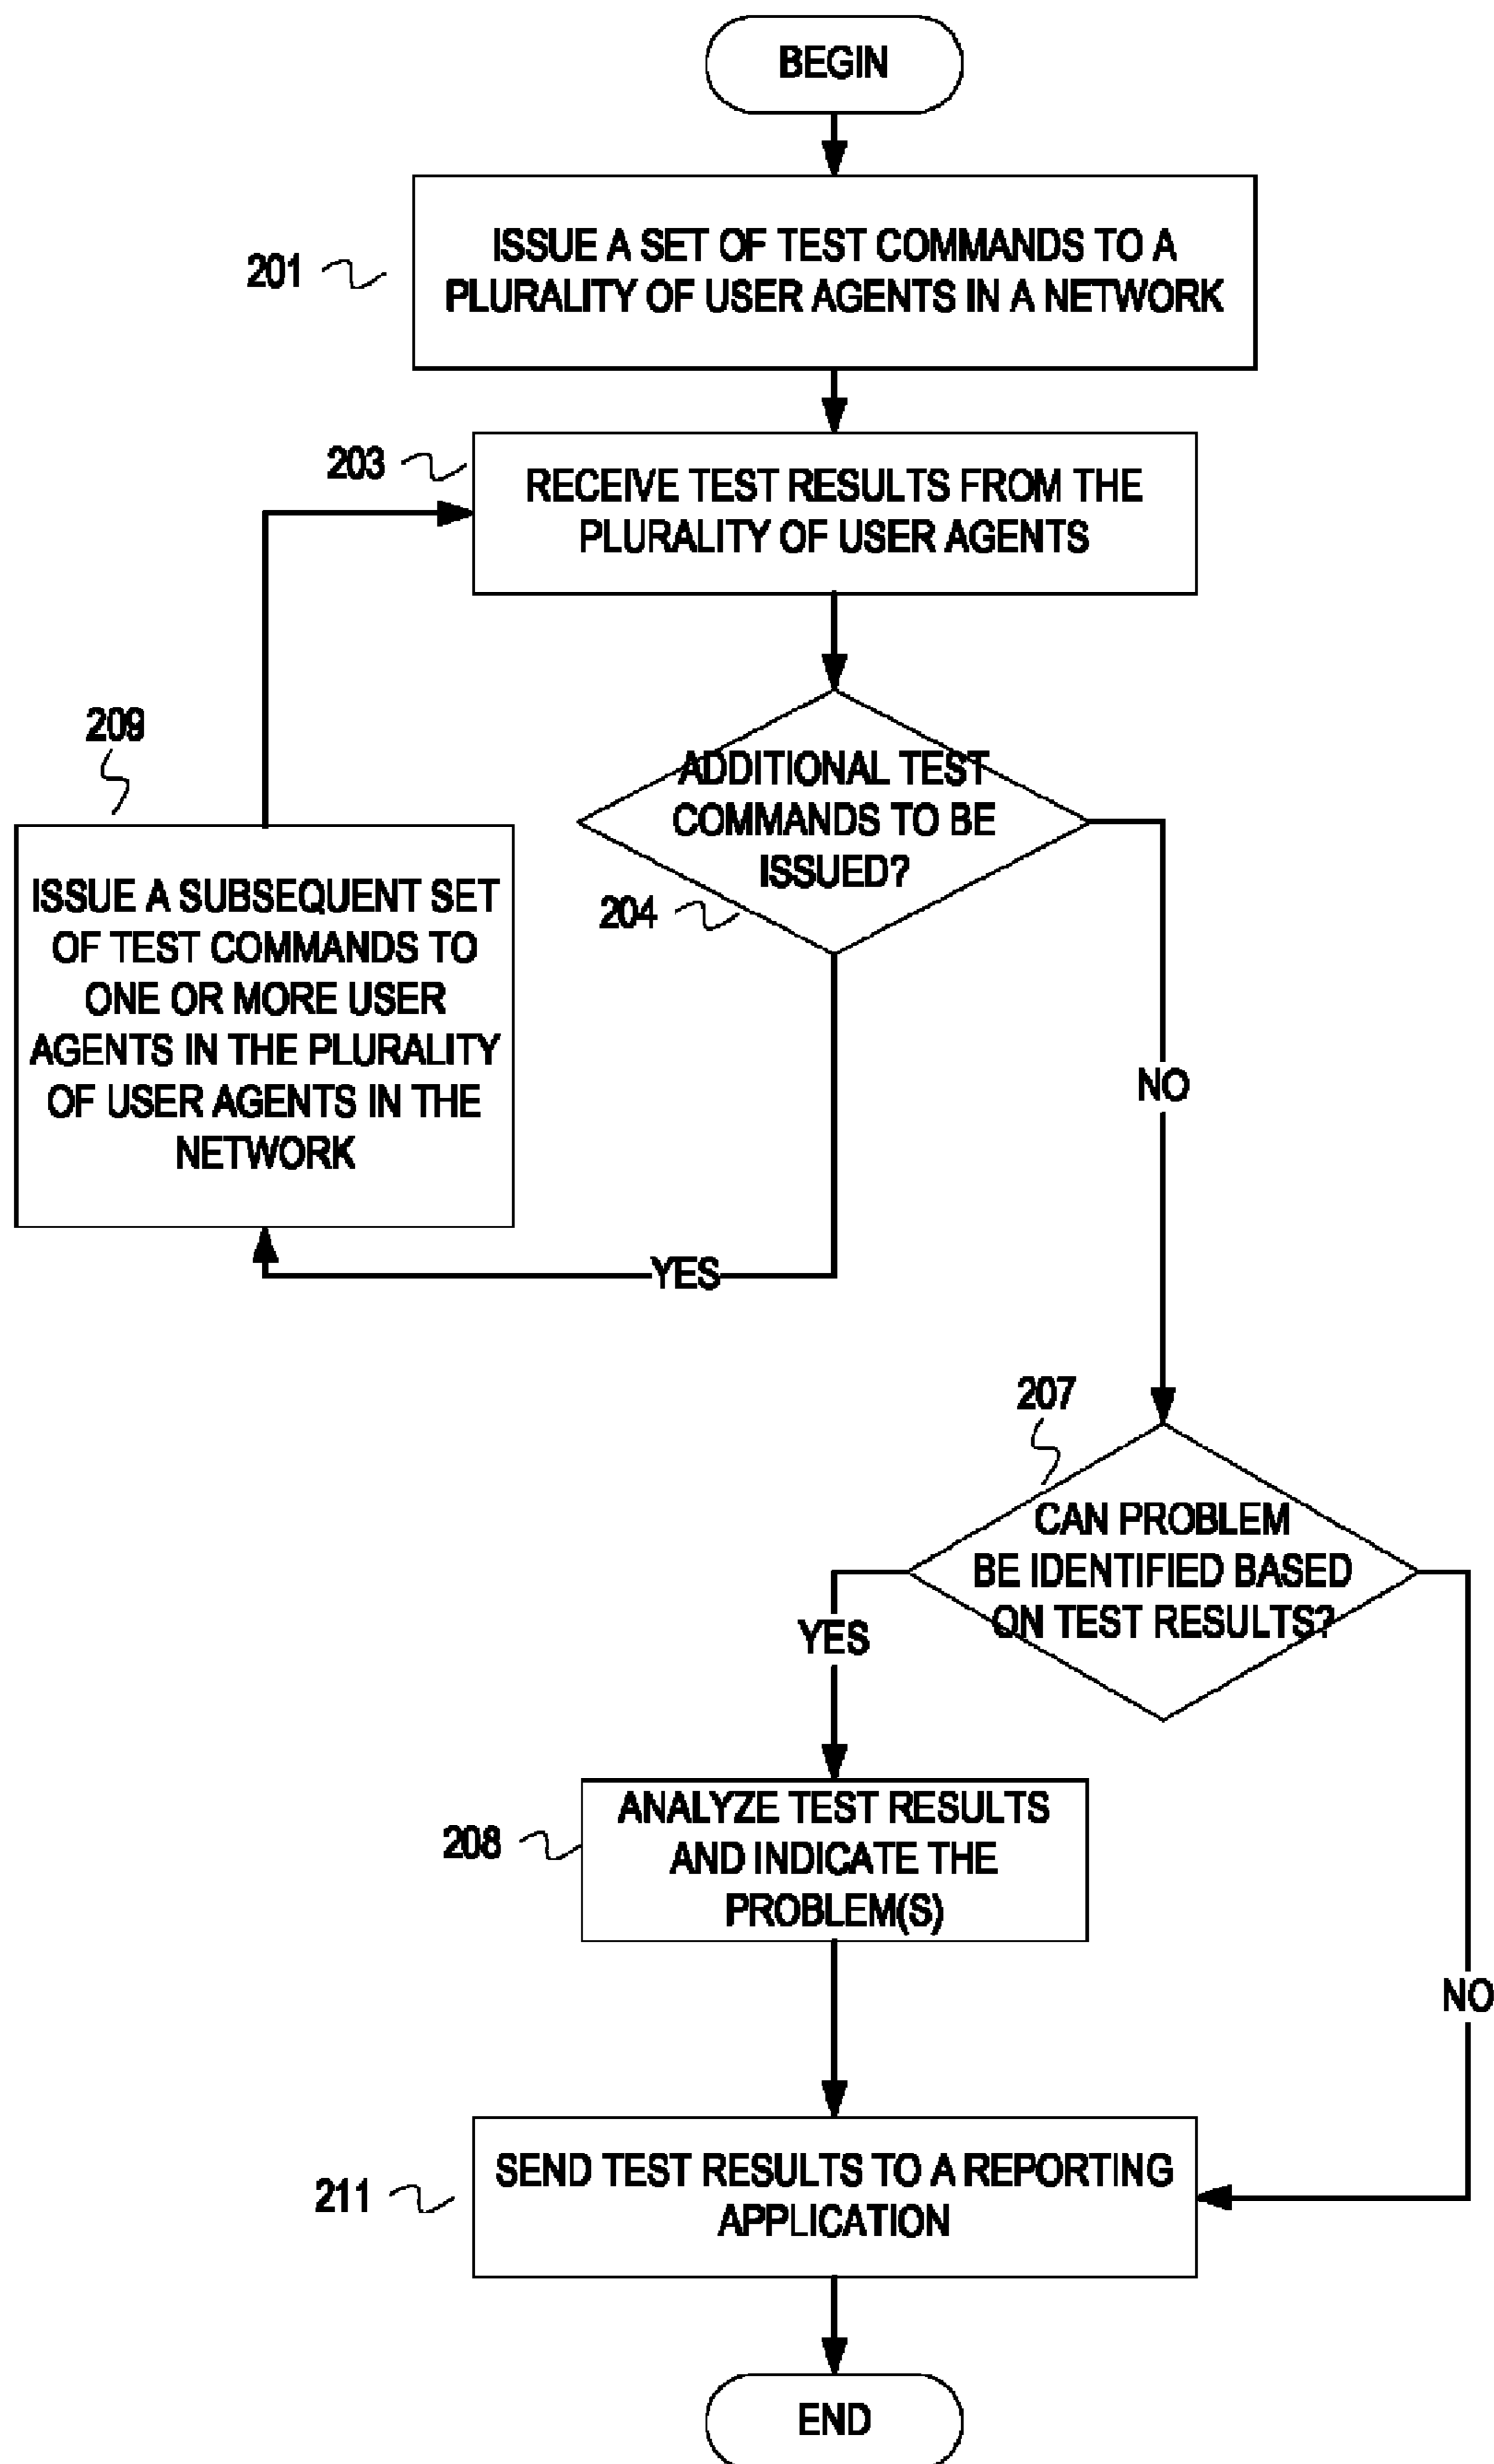 BEGIN
201
ISSUE A SET OF TEST COMMANDS TO A
PLURALITY OF USER AGENTS IN A NETWORK
203
RECEIVE TEST RESULTS FROM THE
PLURALITY OF USER AGENTS
ADDITIONAL TEST
COMMANDS TO BE
ISSUED?
204
209
ISSUE A SUBSEQUENT SET
OF TEST COMMANDS TO
ONE OR MORE USER
AGENTS IN THE PLURALITY
OF USER AGENTS IN THE
NETWORK
YES
NO
207
CAN PROBLEM
BE IDENTIFIED BASED
ON TEST RESULTS?
YES
208
ANALYZE TEST RESULTS
AND INDICATE THE
PROBLEM(S)
NO
211
SEND TEST RESULTS TO A REPORTING
APPLICATION
END